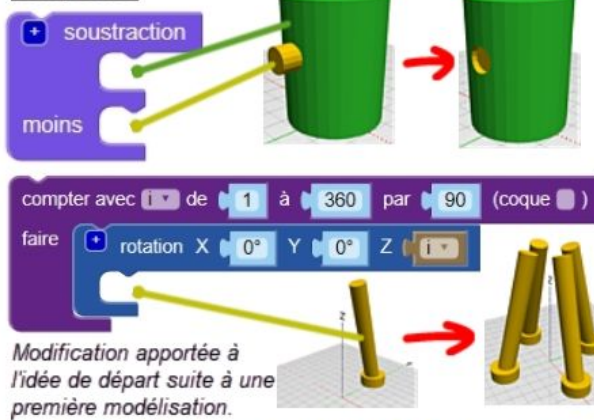 + soustraction
moins
compter avec i de 1 à 360 par 90 (coque )
faire + rotation X 0° Y 0° Z i
z
z
Modification apportée à
l'idée de départ suite à une
première modélisation.